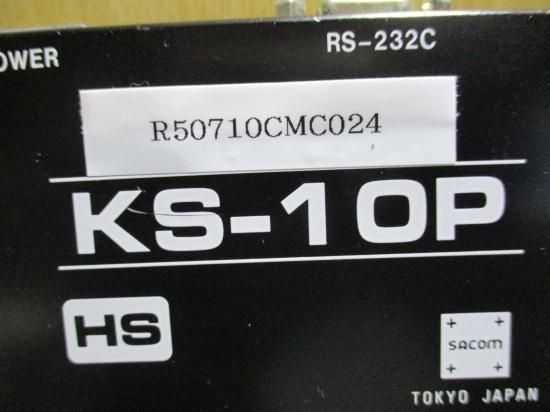 OWER
RS-232C
R50710CMC024
KS-10P
HS
SACOM
TOKYO JAPAN